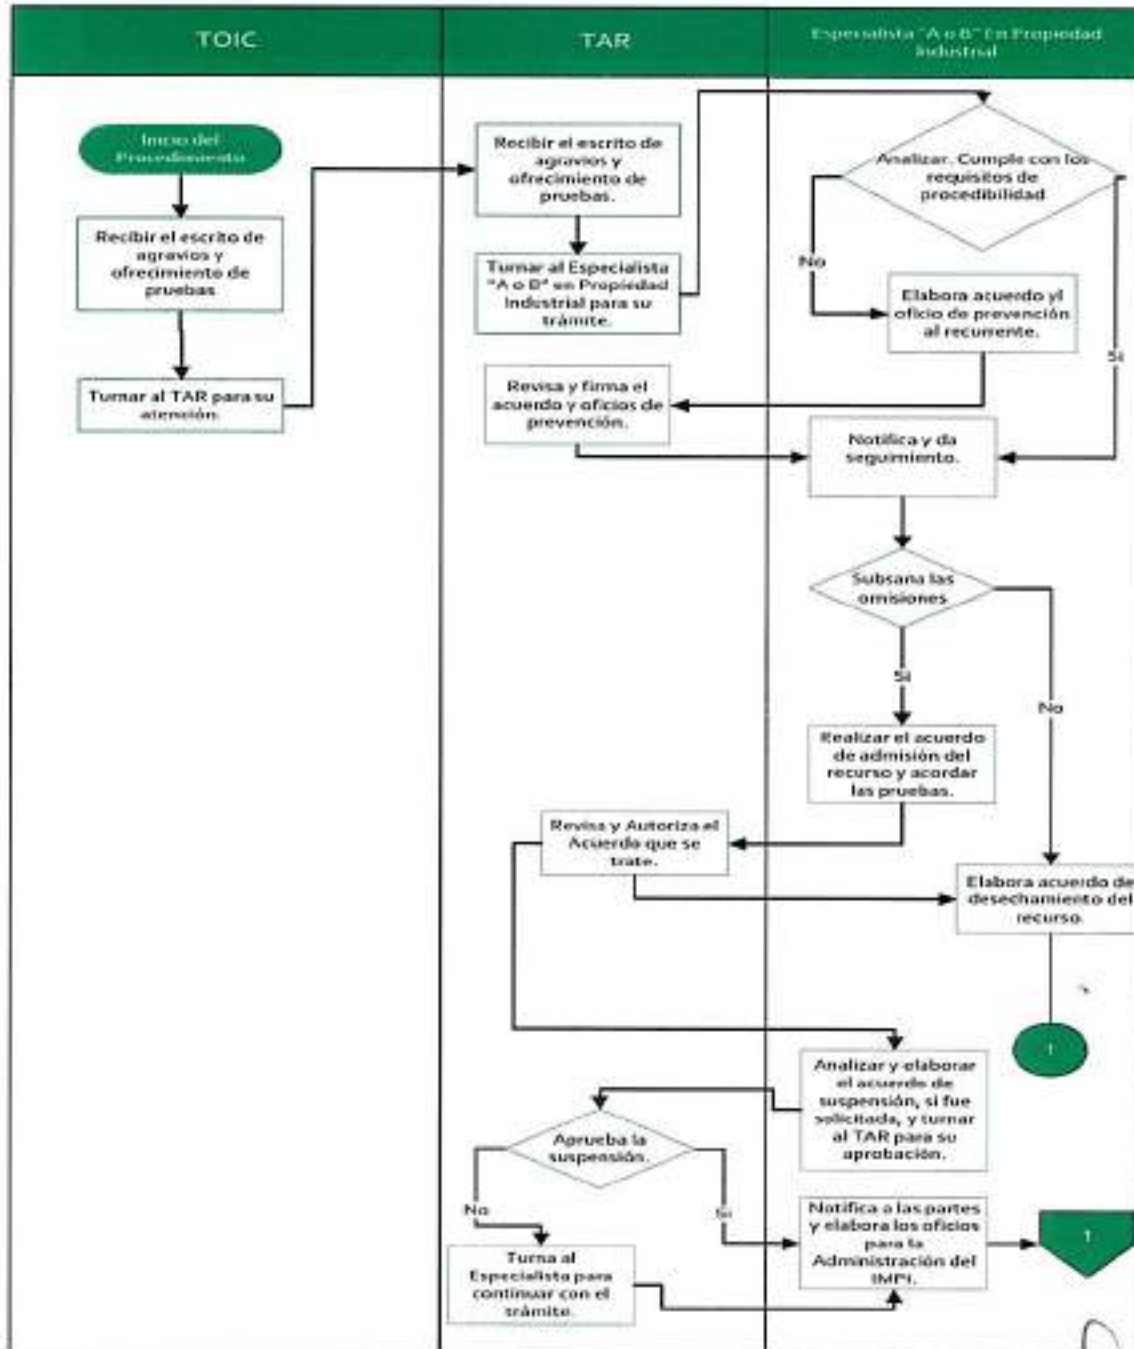 TOIC
TAR
Especialista "A o B" En Propiedad
Industrial
Inicio del
Procedimiento
Recibir el escrito de
agravios y
ofrecimiento de
pruebas
Turnar al TAR para su
atención.
Recibir el escrito de
agravios y
ofrecimiento de
pruebas.
Turnar al Especialista
"A o B" en Propiedad
Industrial para su
trámite.
Analizar. Cumple con los
requisitos de
procedibilidad
No
Si
Elabora acuerdo yl
oficio de prevención
al recurrente.
Revisa y firma el
acuerdo y oficios de
prevención.
Notifica y da
seguimiento.
Subsana las
omisiones
Si
No
Realizar el acuerdo
de admisión del
recurso y acordar
las pruebas.
Revisa y Autoriza el
Acuerdo que se
trate.
Elabora acuerdo de
desechamiento del
recurso.
1
Analizar y elaborar
el acuerdo de
suspensión, si fue
solicitada, y turnar
al TAR para su
aprobación.
Aprueba la
suspensión.
No
Si
Notifica a las partes
y elabora los oficios
para la
Administración del
IMPI.
1
Turna al
Especialista para
continuar con el
trámite.